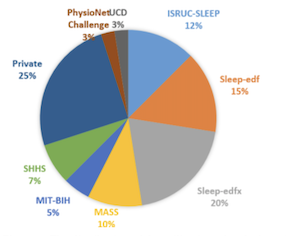 PhysioNet
Challenge
3%
UCD
3%
ISRUC-SLEEP
12%
Sleep-edf
15%
Sleep-edfx
20%
MASS
10%
MIT-BIH
5%
SHHS
7%
Private
25%